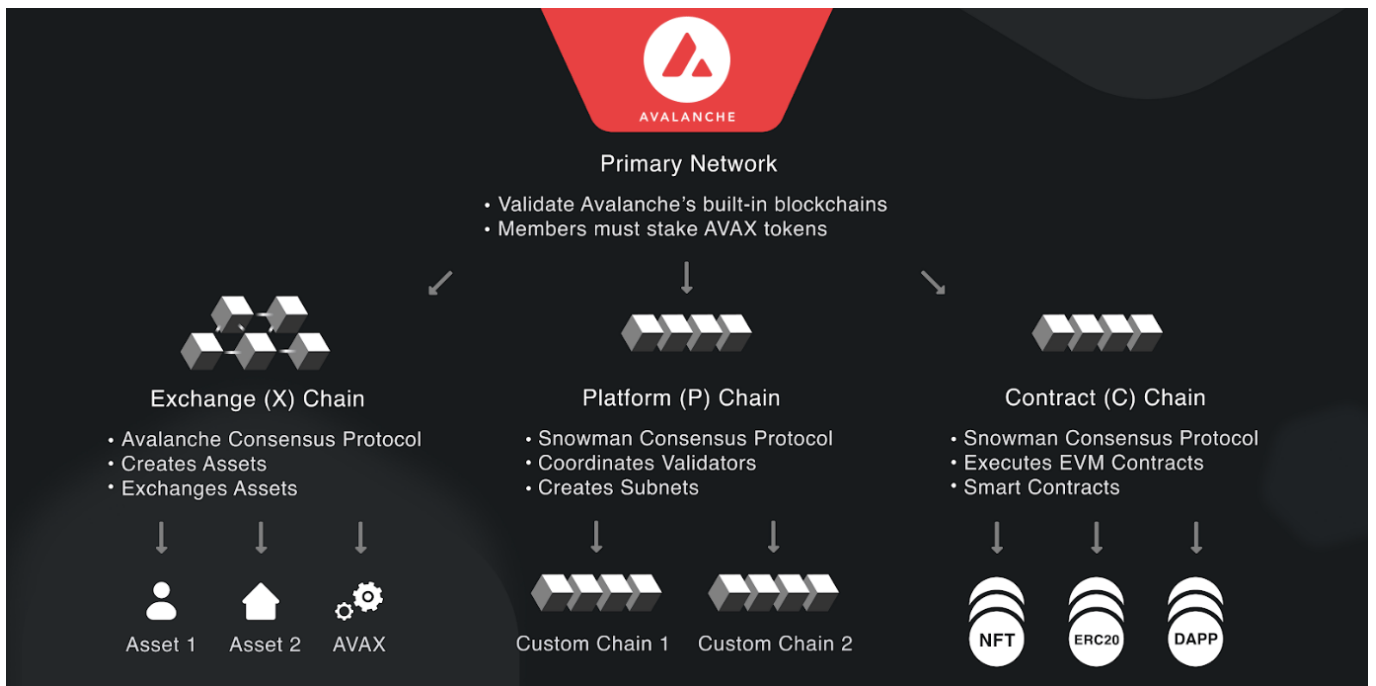 AVALANCHE
Primary Network
• Validate Avalanche's built-in blockchains
• Members must stake AVAX tokens
Exchange (X) Chain
• Avalanche Consensus Protocol
• Creates Assets
• Exchanges Assets
Asset 1
Asset 2
AVAX
Platform (P) Chain
• Snowman Consensus Protocol
• Coordinates Validators
• Creates Subnets
Custom Chain 1
Custom Chain 2
Contract (C) Chain
• Snowman Consensus Protocol
• Executes EVM Contracts
• Smart Contracts
NFT
ERC20
DAPP